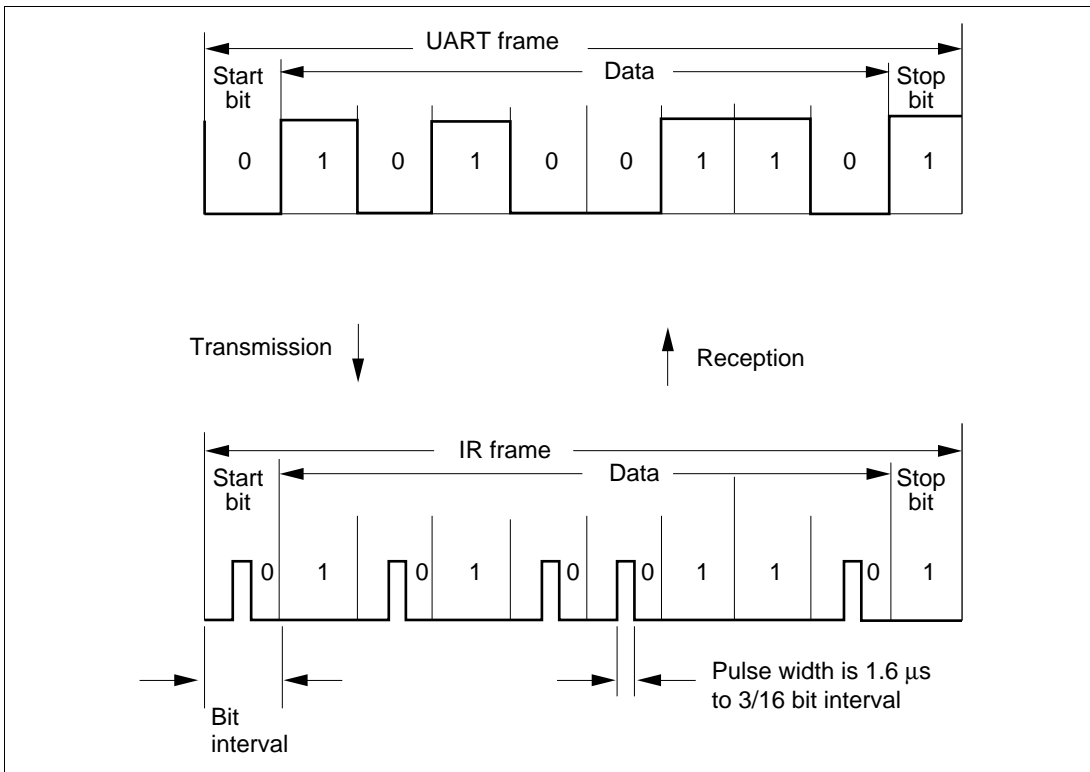 UART frame
Start
bit
Data
Stop
bit
0 1 0 1 0 0 1 1 0 1
Transmission
Reception
IR frame
Start
bit
Data
Stop
bit
0 1 0 1 0 0 1 1 0 1
Bit
interval
Pulse width is 1.6 μs
to 3/16 bit interval